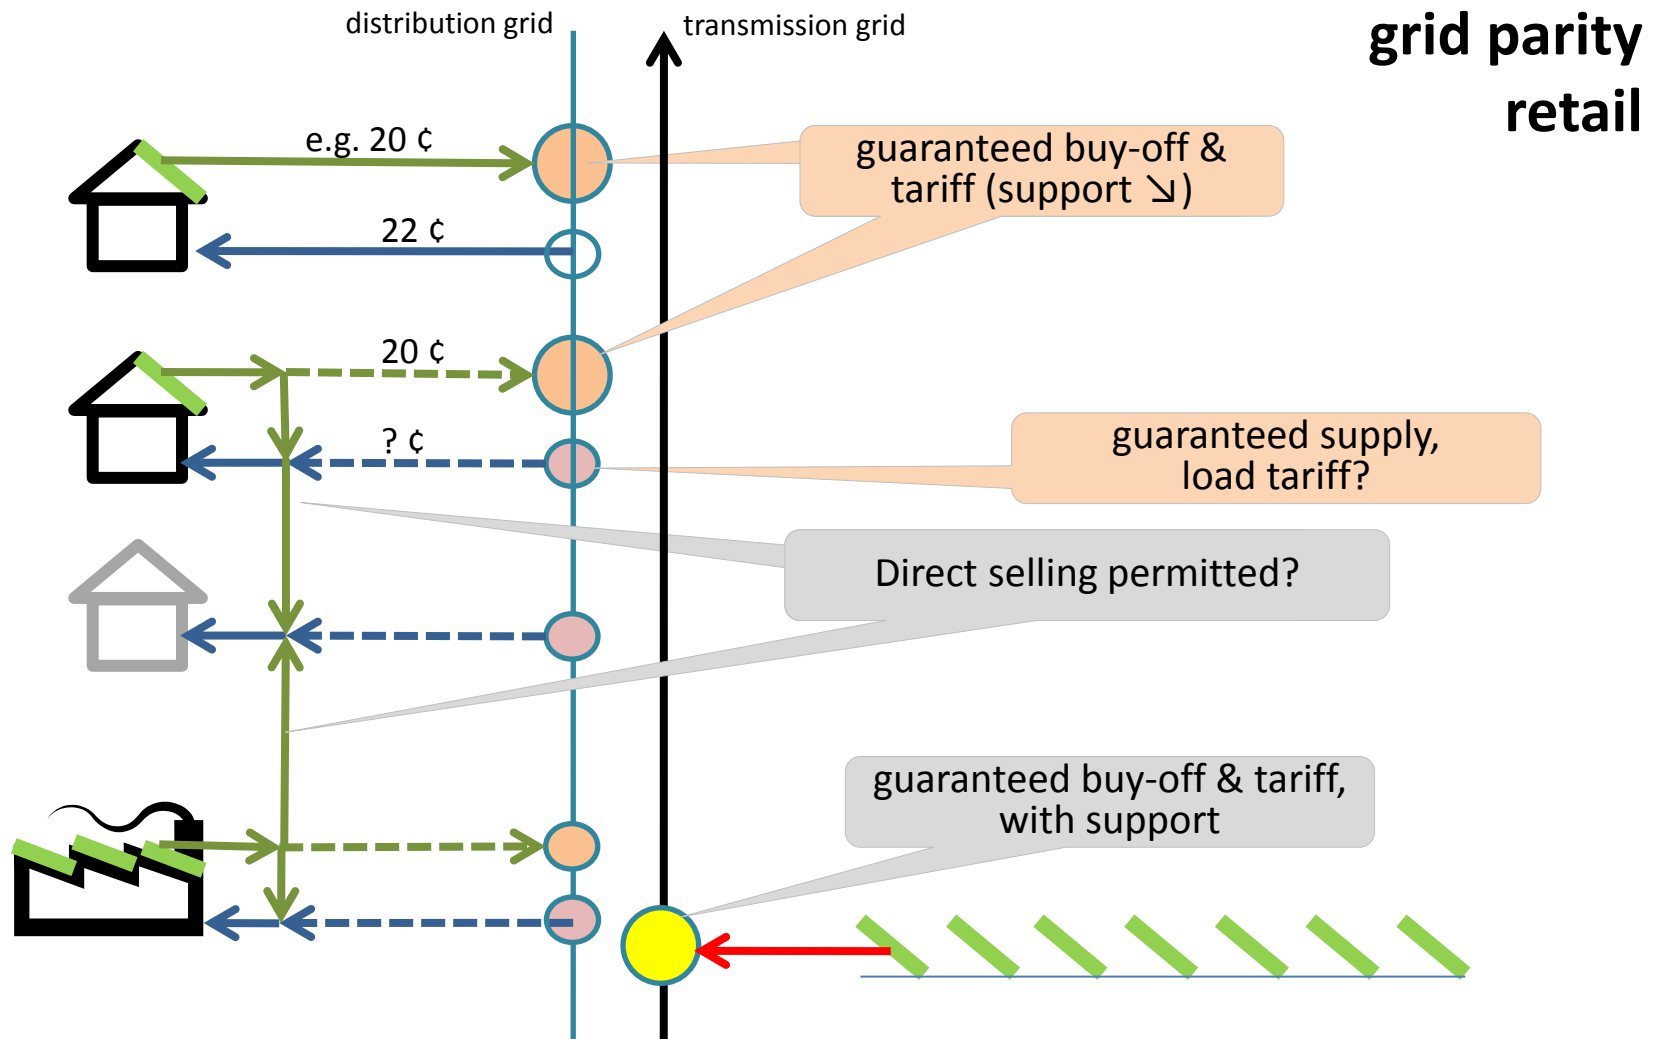 distribution grid
transmission grid
grid parity
retail
e.g. 20 ¢
guaranteed buy-off &
tariff (support ↘)
22 ¢
20 ¢
? ¢
guaranteed supply,
load tariff?
Direct selling permitted?
guaranteed buy-off & tariff,
with support